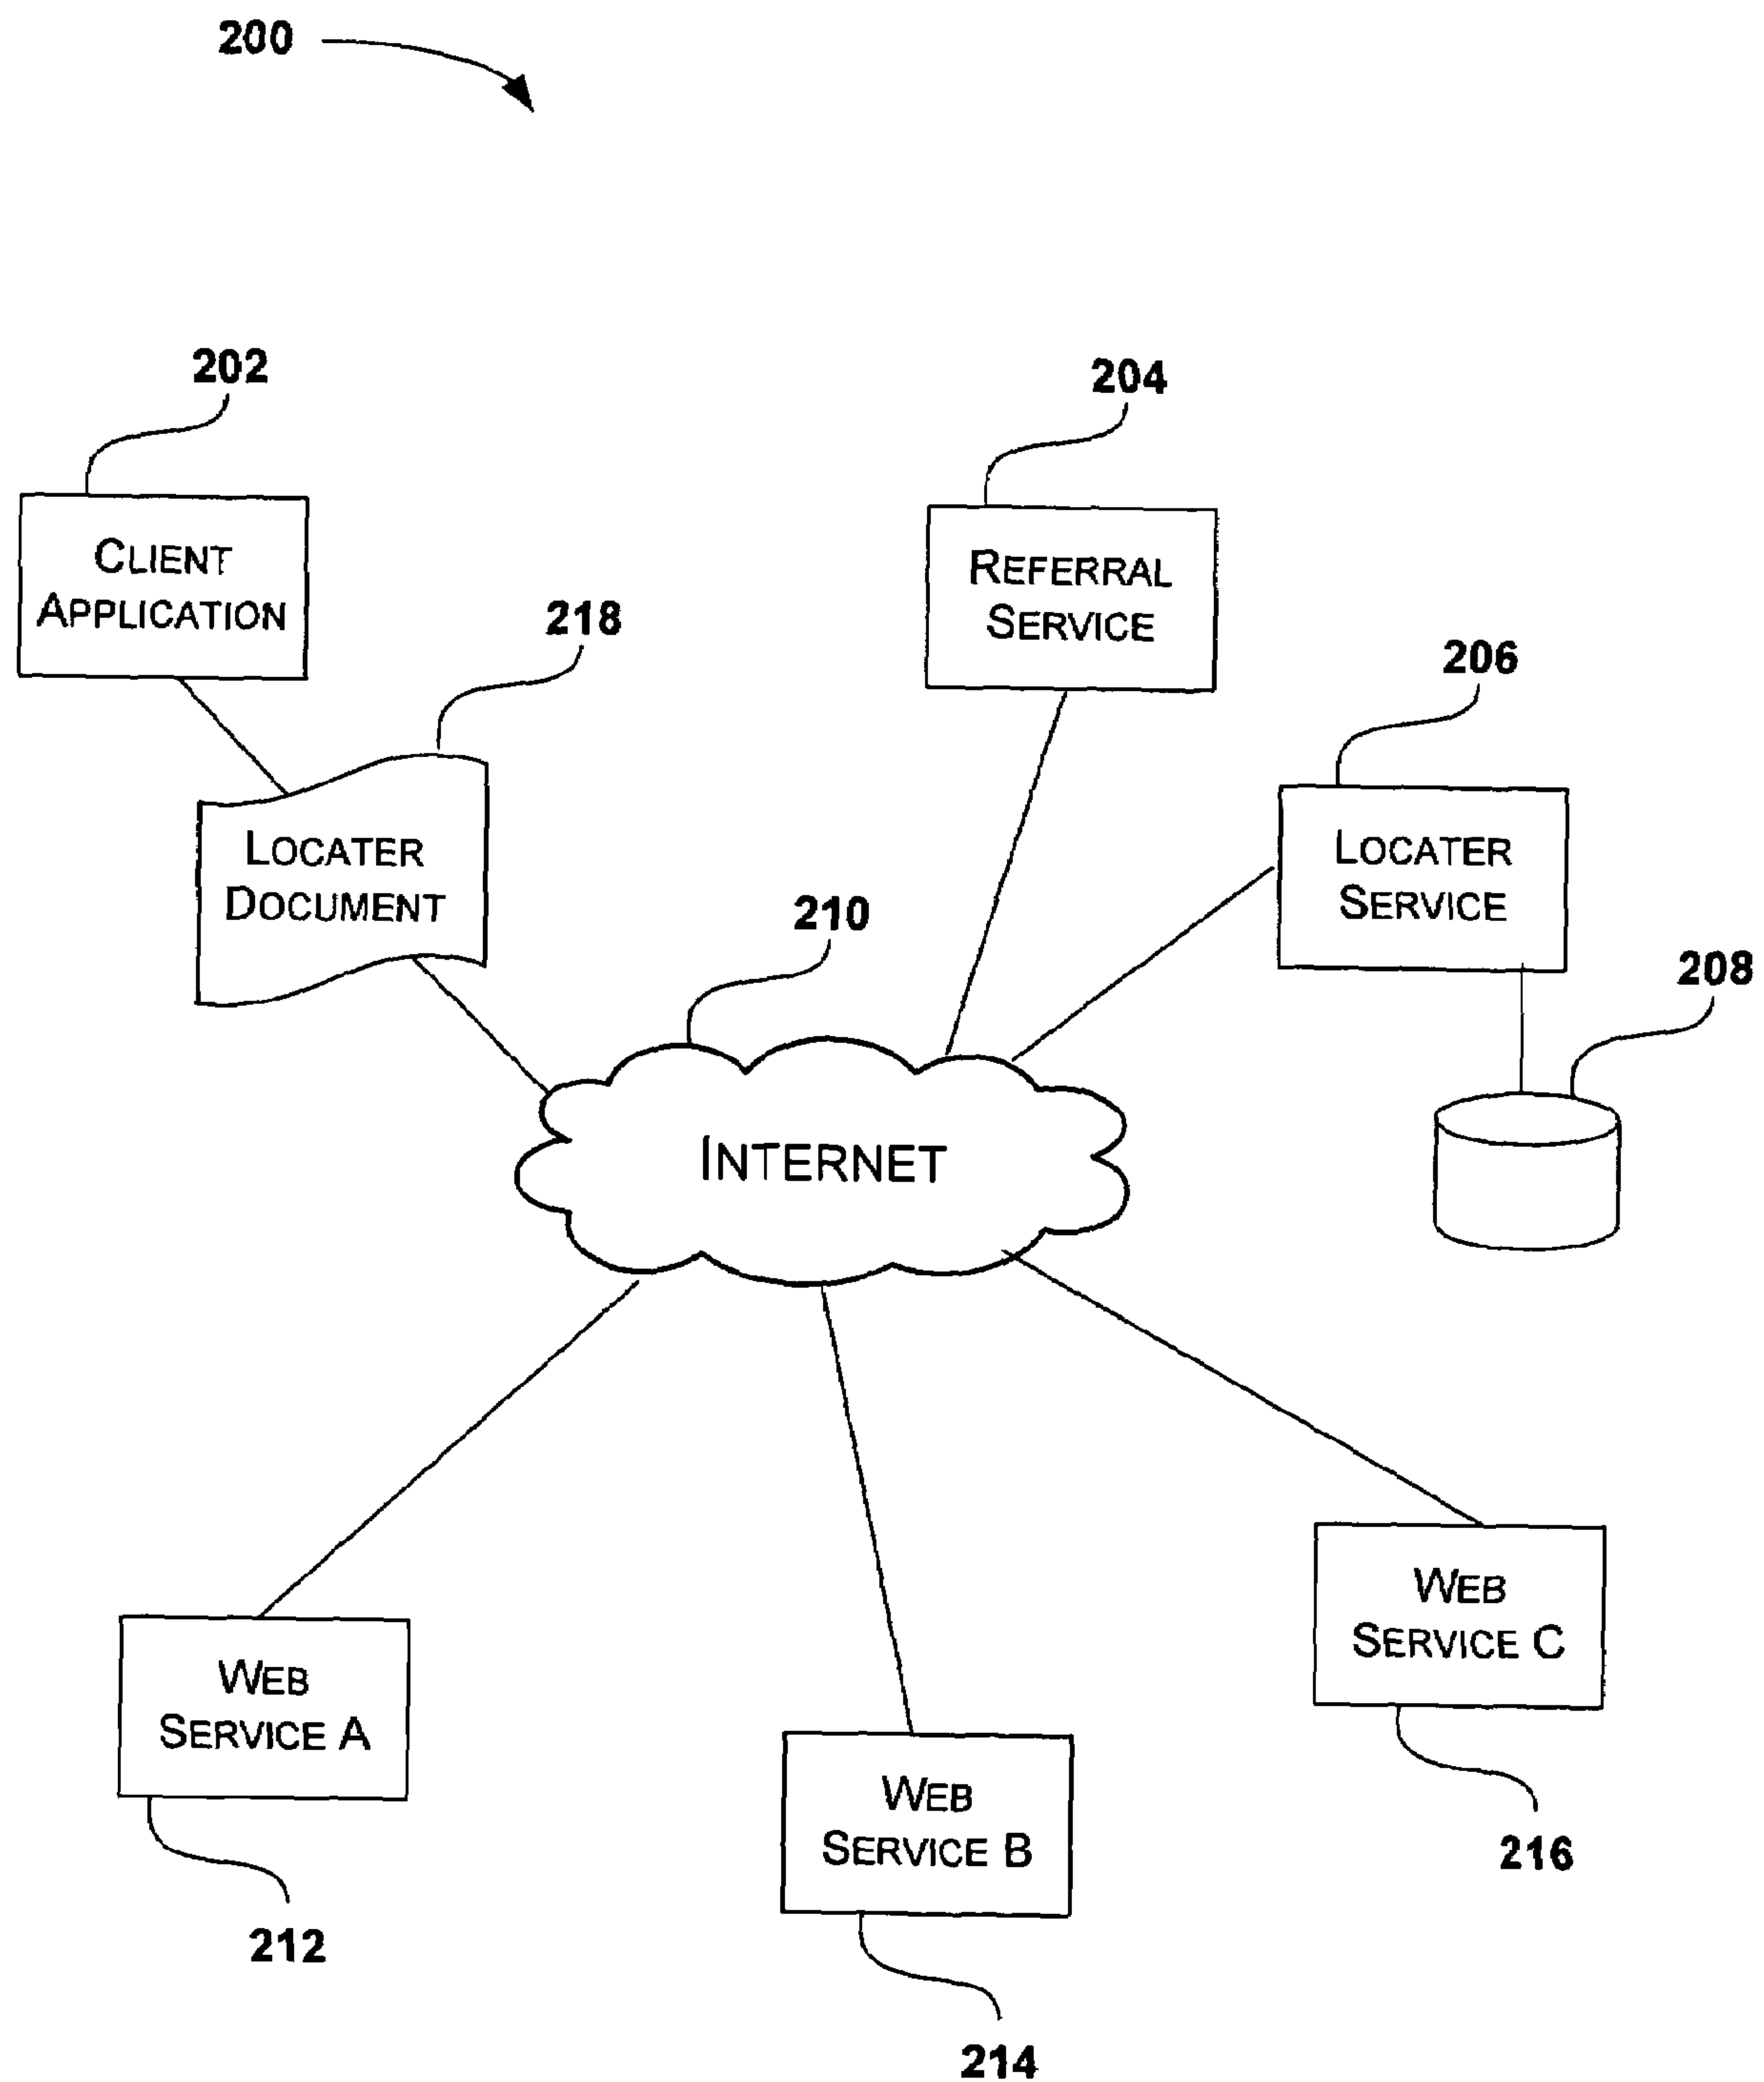 200
202
204
CLIENT
APPLICATION
REFERRAL
SERVICE
218
206
LOCATER
DOCUMENT
LOCATER
SERVICE
210
208
INTERNET
WEB
SERVICE A
WEB
SERVICE B
WEB
SERVICE C
212
214
216